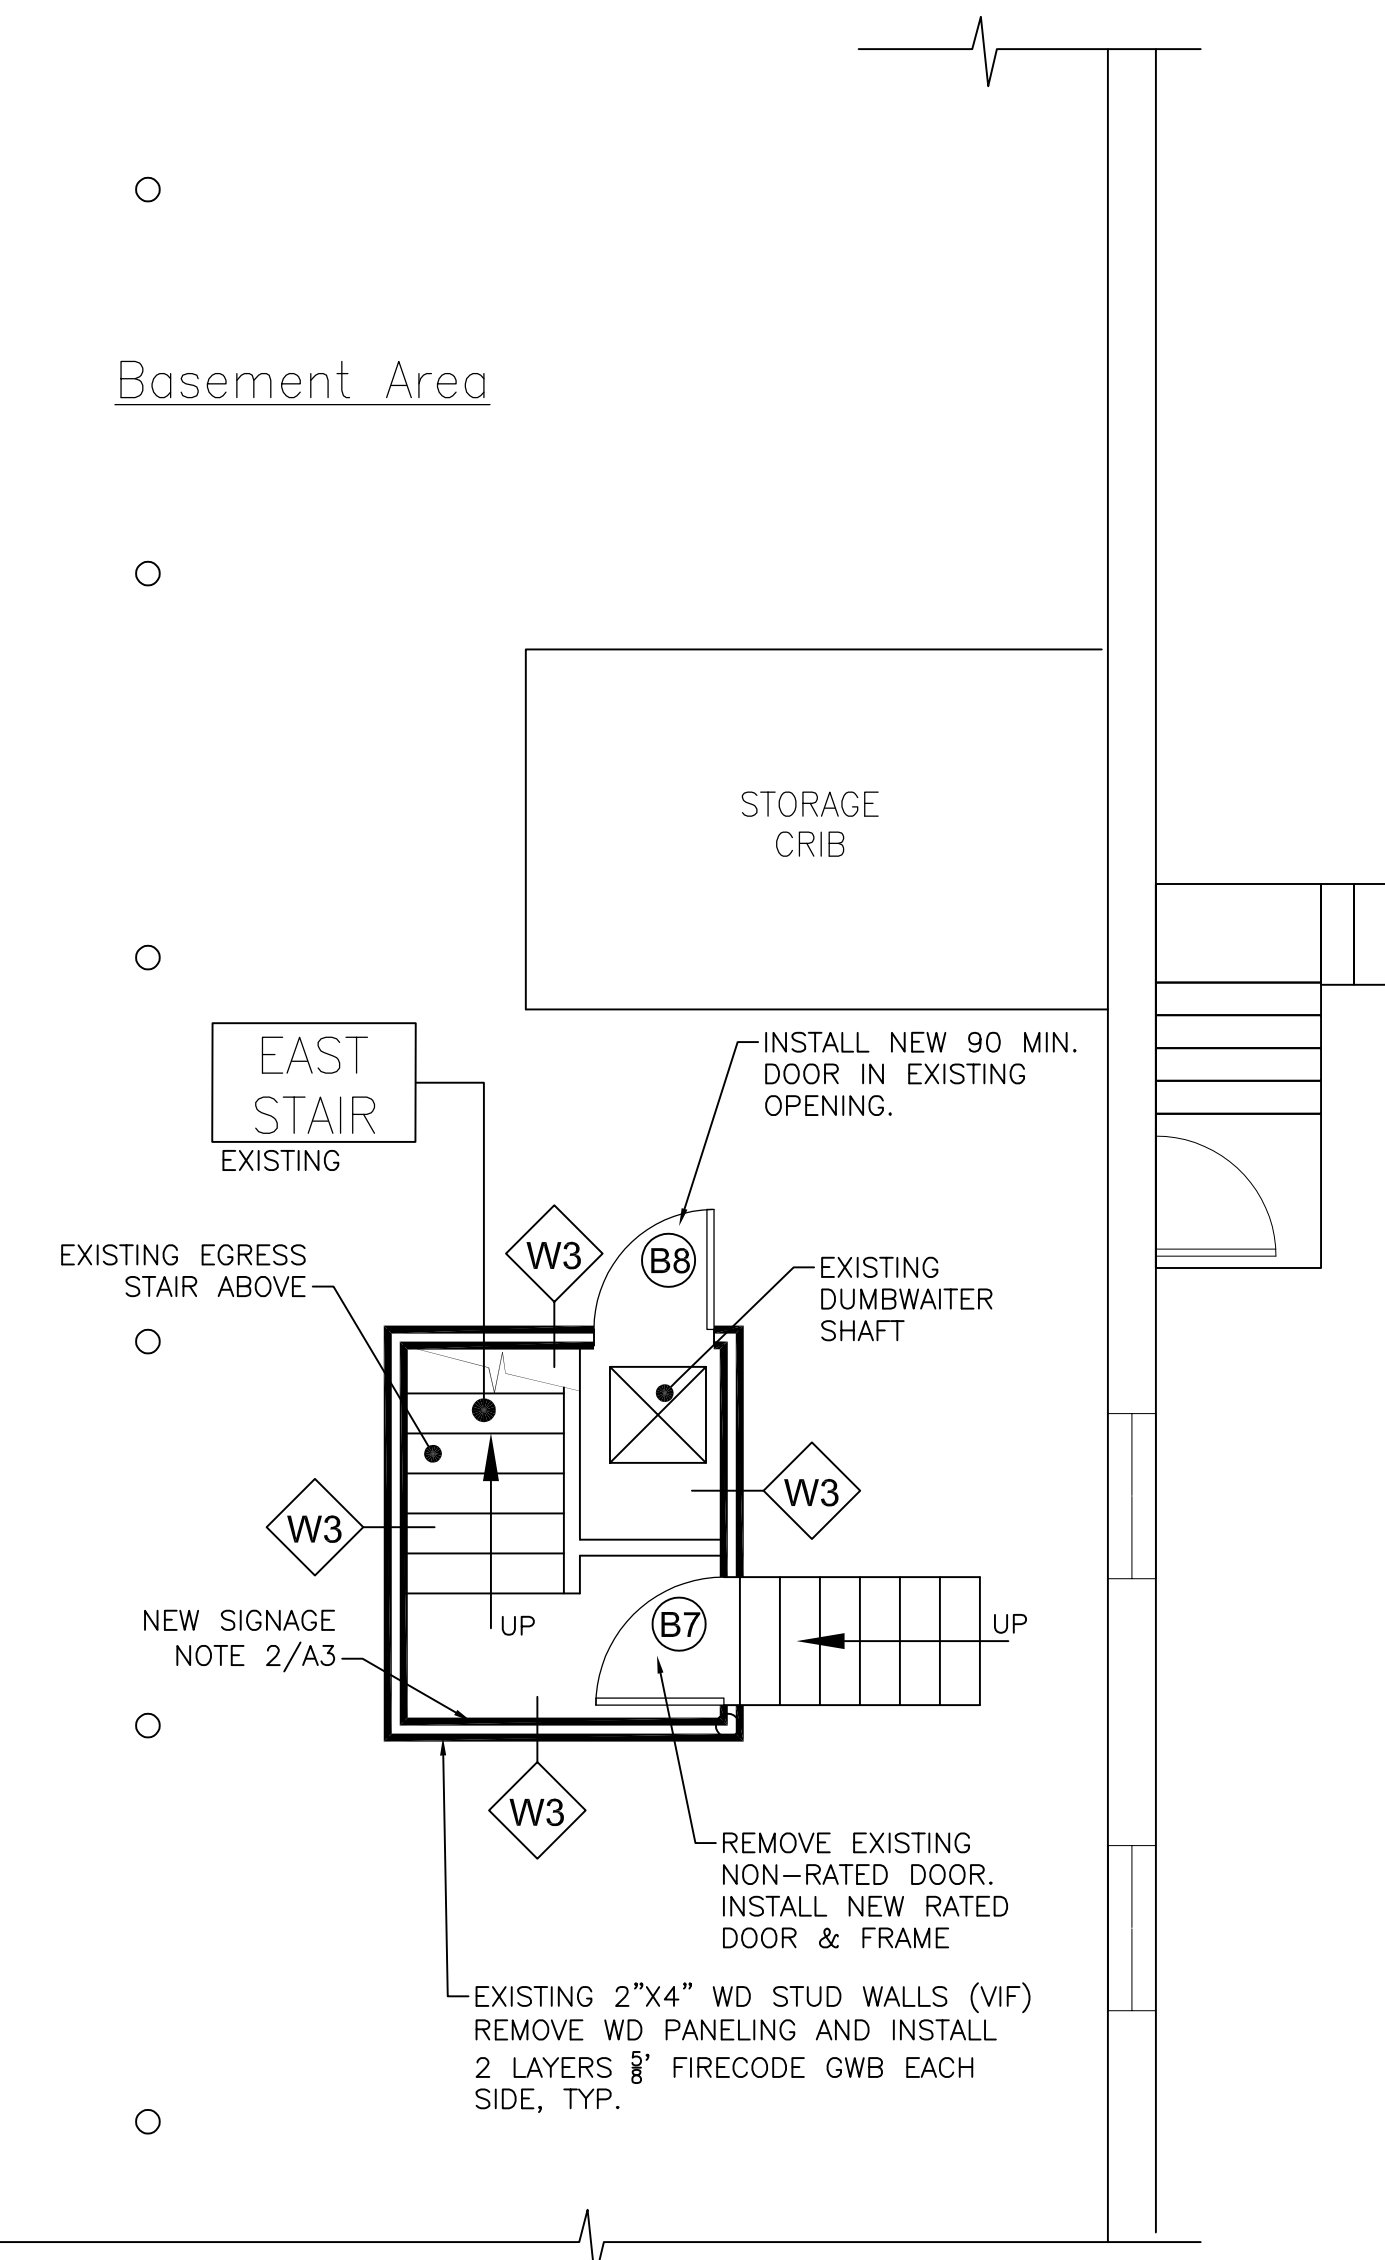 Basement Area
STORAGE
CRIB
EAST
STAIR
EXISTING
INSTALL NEW 90 MIN.
DOOR IN EXISTING
OPENING.
EXISTING EGRESS
STAIR ABOVE
W3
B8
EXISTING
DUMBWAITER
SHAFT
W3
W3
NEW SIGNAGE
NOTE 2/A3
UP
B7
UP
W3
REMOVE EXISTING
NON-RATED DOOR.
INSTALL NEW RATED
DOOR & FRAME
EXISTING 2"X4" WD STUD WALLS (VIF)
REMOVE WD PANELING AND INSTALL
2 LAYERS 5/8' FIRECODE GWB EACH
SIDE, TYP.